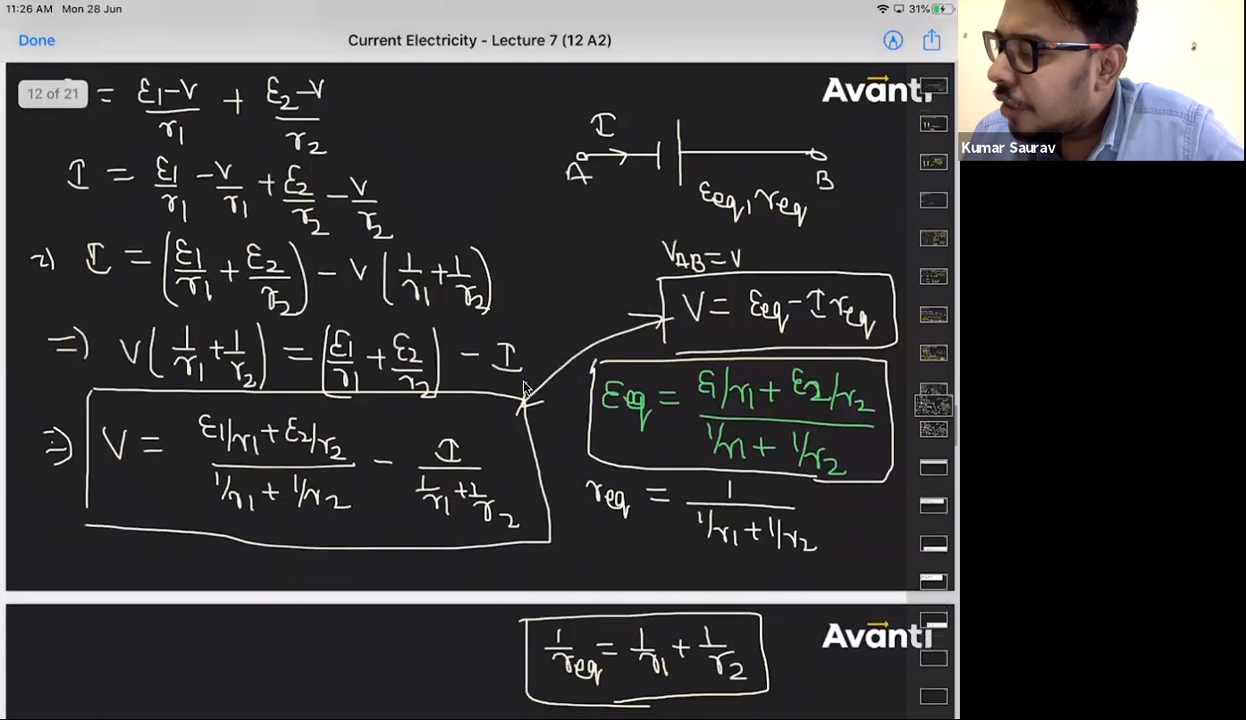 11:26 AM Mon 28 Jun
31%
Done
Current Electricity - Lecture 7 (12 A2)
12 of 21
Avanti
Kumar Saurav
= (ε1-V)/r1 + (ε2-V)/r2
I = ε1/r1 - V/r1 + ε2/r2 - V/r2
I = (ε1/r1 + ε2/r2) - V(1/r1 + 1/r2)
=) V(1/r1 + 1/r2) = (ε1/r1 + ε2/r2) - I
V = (ε1/r1 + ε2/r2)/(1/r1 + 1/r2) - I/(1/r1 + 1/r2)
I
A
B
εeq, req
VAB = V
V = εeq - I req
εeq = (ε1/r1 + ε2/r2)/(1/r1 + 1/r2)
req = 1/(1/r1 + 1/r2)
1/req = 1/r1 + 1/r2
Avanti